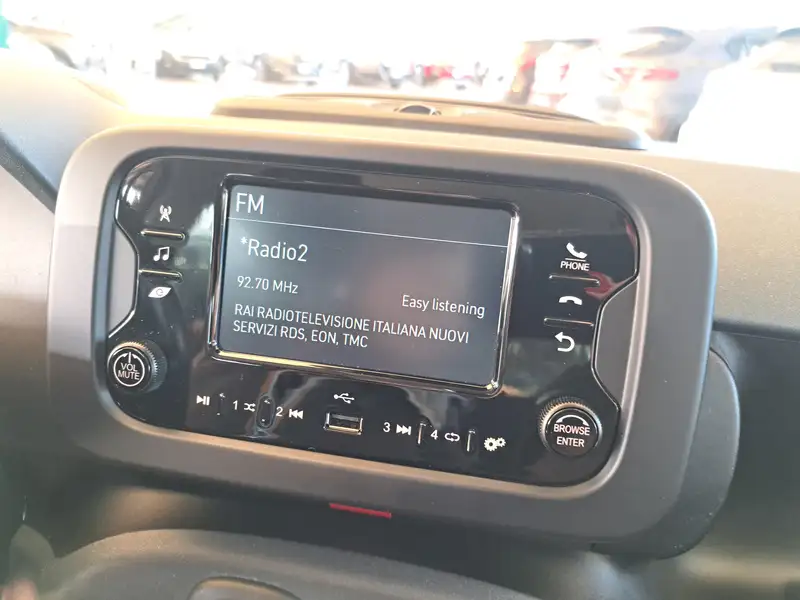 FM
*Radio2
92.70 MHz
Easy listening
RAI RADIOTELEVISIONE ITALIANA NUOVI
SERVIZI RDS, EON, TMC
PHONE
VOL
MUTE
1
2
3
4
BROWSE
ENTER